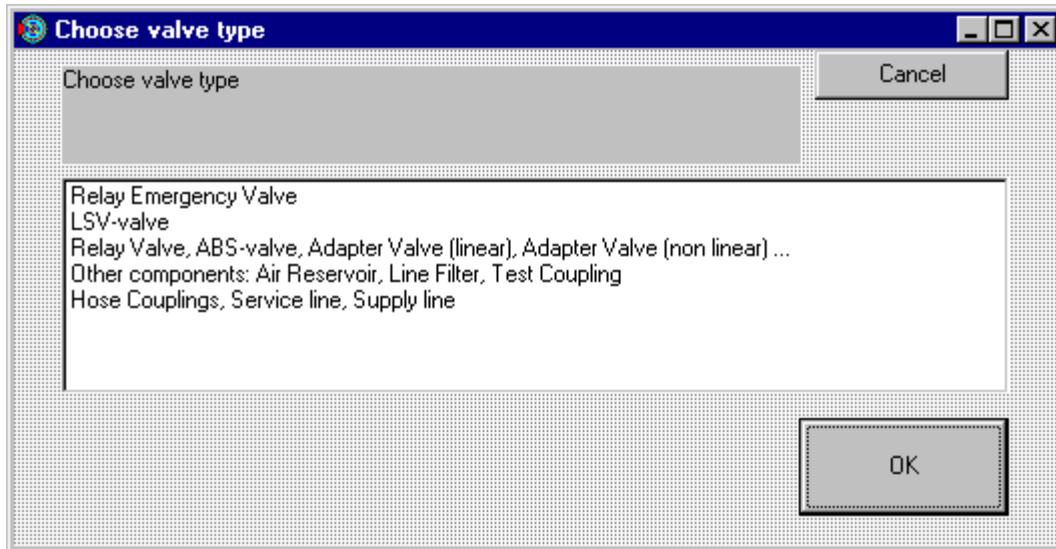 Choose valve type
Choose valve type
Cancel
Relay Emergency Valve
LSV-valve
Relay Valve, ABS-valve, Adapter Valve (linear), Adapter Valve (non linear) ...
Other components: Air Reservoir, Line Filter, Test Coupling
Hose Couplings, Service line, Supply line
OK